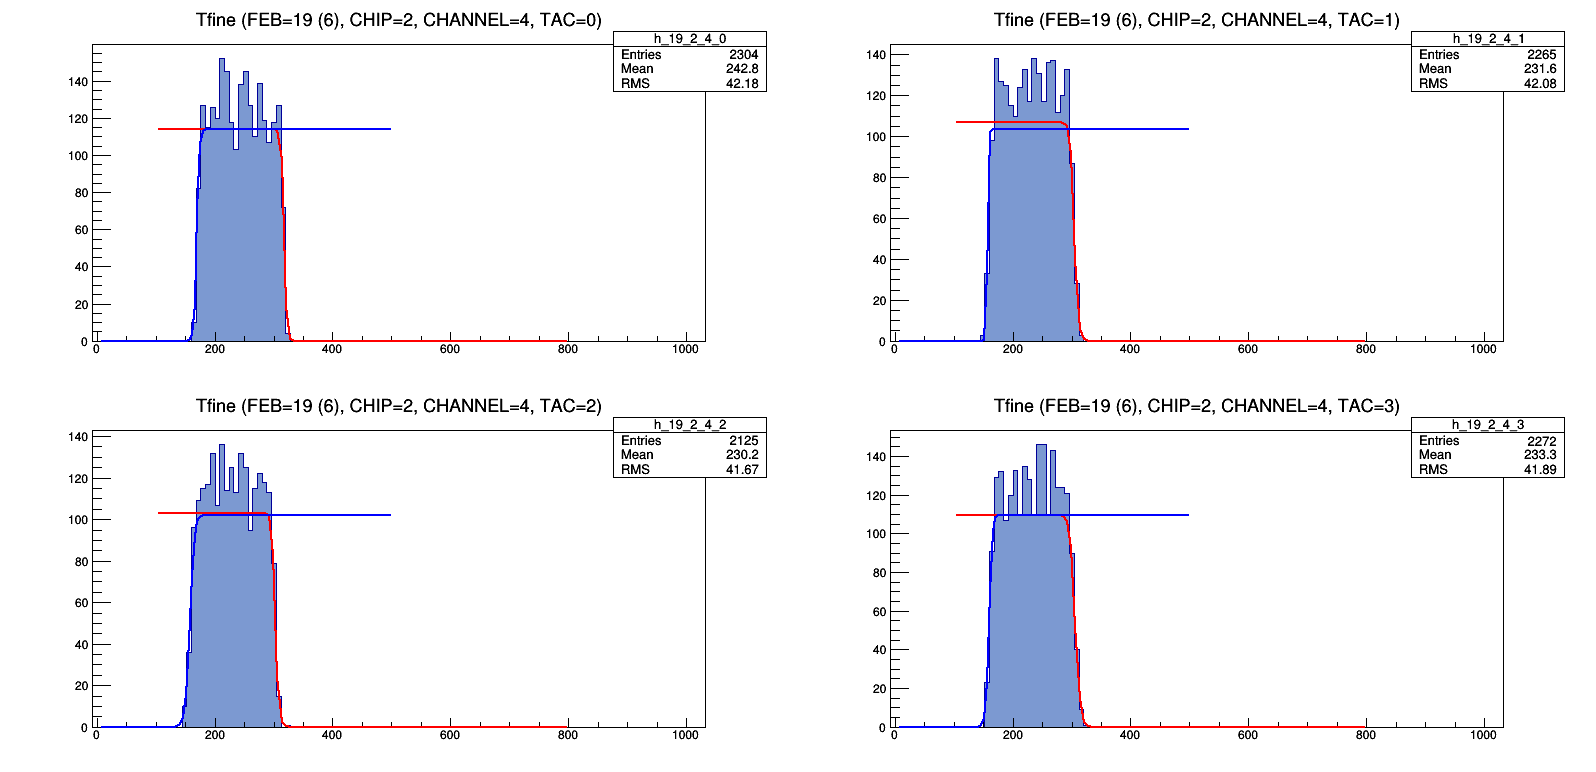 Tfine (FEB=19 (6), CHIP=2, CHANNEL=4, TAC=0)
h_19_2_4_0
Entries 2304
Mean 242.8
RMS 42.18
140
120
100
80
60
40
20
0
0 200 400 600 800 1000
Tfine (FEB=19 (6), CHIP=2, CHANNEL=4, TAC=1)
h_19_2_4_1
Entries 2265
Mean 231.6
RMS 42.08
140
120
100
80
60
40
20
0
0 200 400 600 800 1000
Tfine (FEB=19 (6), CHIP=2, CHANNEL=4, TAC=2)
h_19_2_4_2
Entries 2125
Mean 230.2
RMS 41.67
140
120
100
80
60
40
20
0
0 200 400 600 800 1000
Tfine (FEB=19 (6), CHIP=2, CHANNEL=4, TAC=3)
h_19_2_4_3
Entries 2272
Mean 233.3
RMS 41.89
140
120
100
80
60
40
20
0
0 200 400 600 800 1000